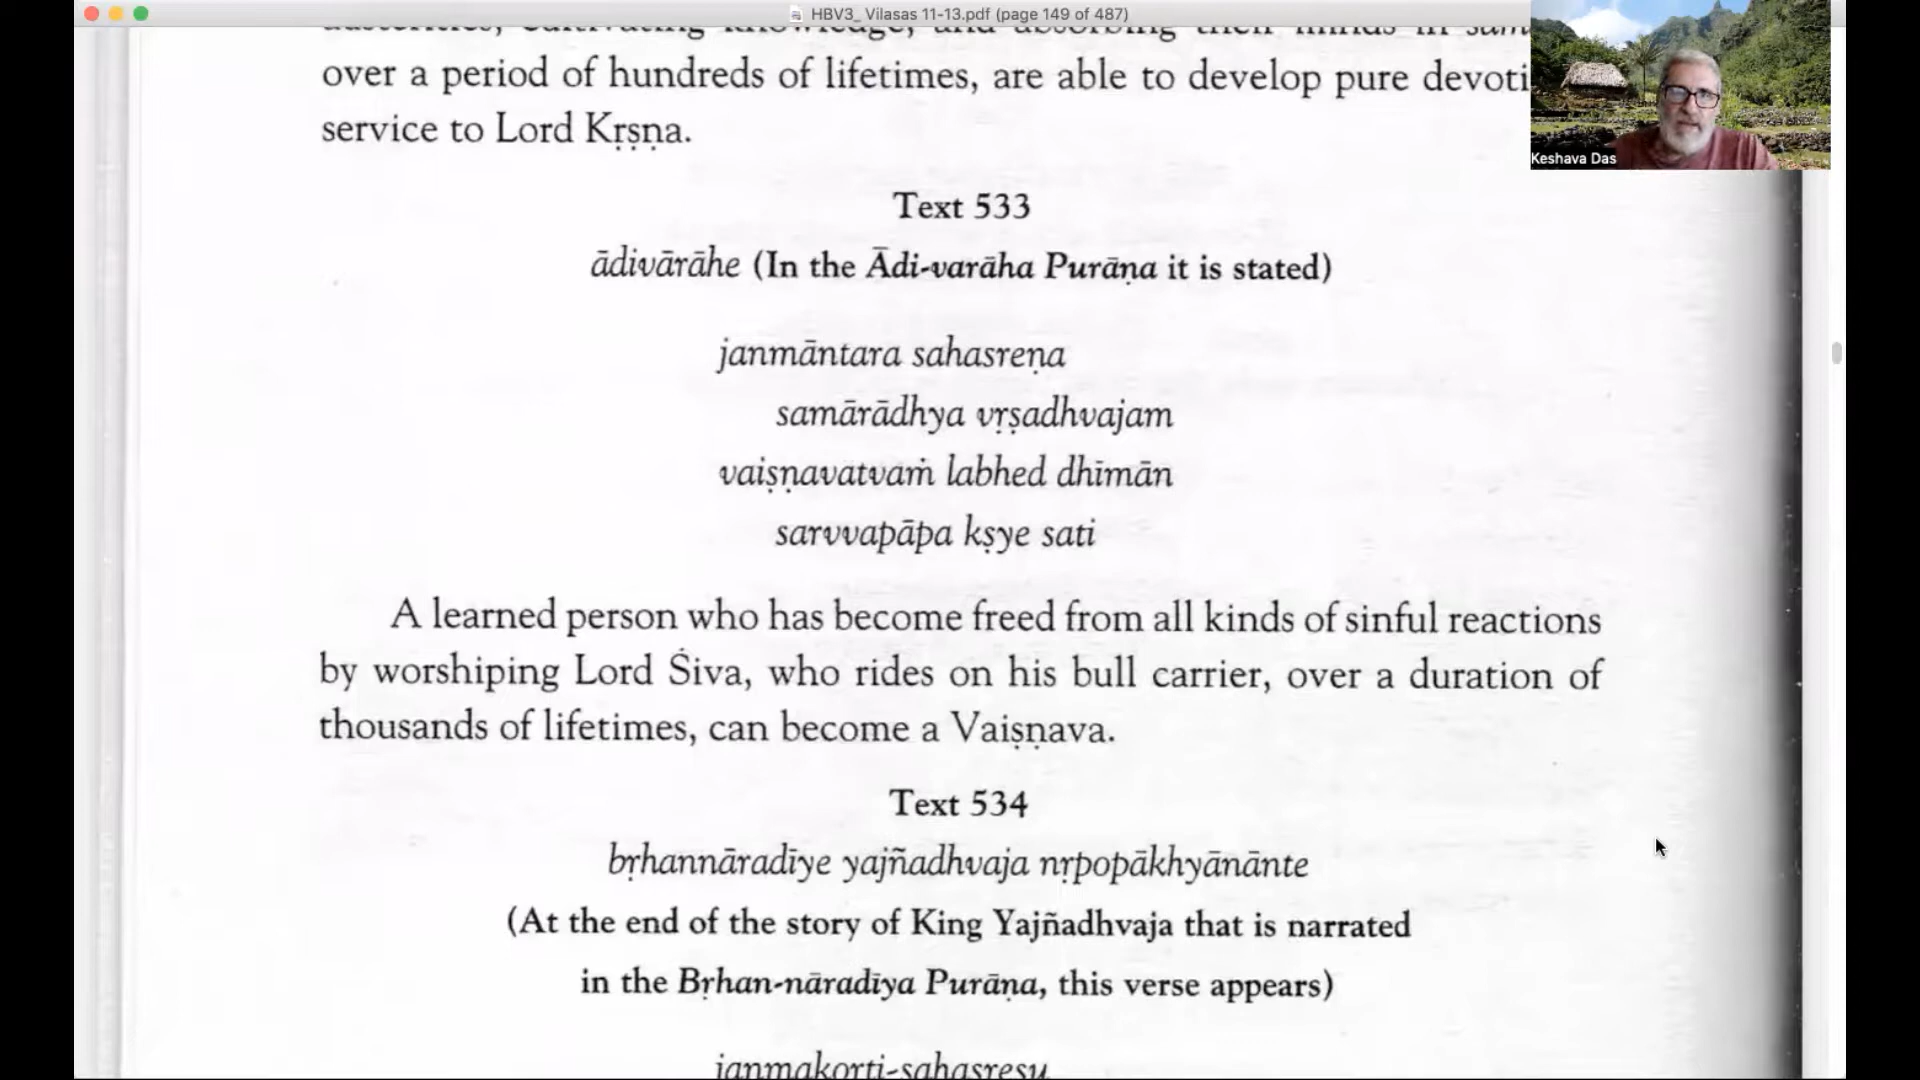 HBV3_ Vilasas 11-13.pdf (page 149 of 487)
over a period of hundreds of lifetimes, are able to develop pure devoti
service to Lord Kṛṣṇa.
Keshava Das
Text 533
ādivārāhe (In the Ādi-varāha Purāṇa it is stated)
janmāntara sahasreṇa
samārādhya vṛṣadhvajam
vaiṣṇavatvaṁ labhed dhīmān
sarvvapāpa kṣye sati
A learned person who has become freed from all kinds of sinful reactions
by worshiping Lord Śiva, who rides on his bull carrier, over a duration of
thousands of lifetimes, can become a Vaiṣṇava.
Text 534
bṛhannāradīye yajñadhvaja nṛpopākhyānānte
(At the end of the story of King Yajñadhvaja that is narrated
in the Bṛhan-nāradīya Purāṇa, this verse appears)
janmakorti-sahasreṣu